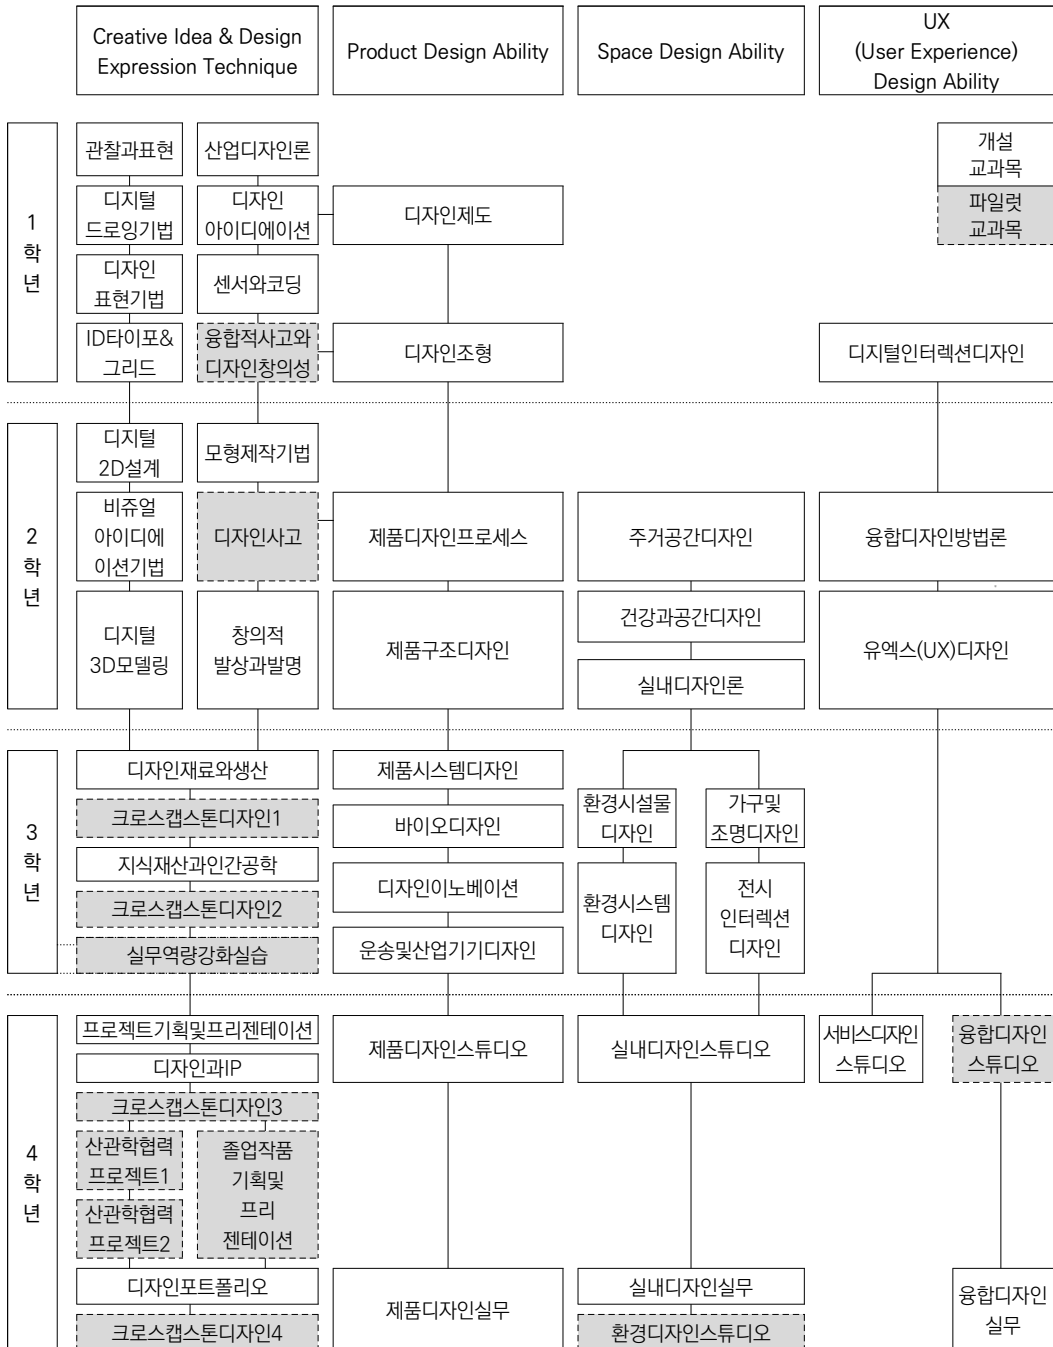 Creative Idea & Design
Expression Technique
Product Design Ability
Space Design Ability
UX
(User Experience)
Design Ability
1
학
년
관찰과표현
산업디자인론
개설
교과목
파일럿
교과목
디지털
드로잉기법
디자인
아이디에이션
디자인제도
디자인
표현기법
센서와코딩
ID타이포&
그리드
융합적사고와
디자인창의성
디자인조형
디지털인터렉션디자인
2
학
년
디지털
2D설계
모형제작기법
비쥬얼
아이디에
이션기법
디자인사고
제품디자인프로세스
주거공간디자인
융합디자인방법론
디지털
3D모델링
창의적
발상과발명
제품구조디자인
건강과공간디자인
실내디자인론
유엑스(UX)디자인
3
학
년
디자인재료와생산
제품시스템디자인
크로스캡스톤디자인1
바이오디자인
환경시설물
디자인
가구및
조명디자인
지식재산과인간공학
디자인이노베이션
크로스캡스톤디자인2
환경시스템
디자인
전시
인터렉션
디자인
실무역량강화실습
운송및산업기기디자인
4
학
년
프로젝트기획및프리젠테이션
제품디자인스튜디오
실내디자인스튜디오
서비스디자인
스튜디오
융합디자인
스튜디오
디자인과IP
크로스캡스톤디자인3
산관학협력
프로젝트1
졸업작품
기획및
프리
젠테이션
산관학협력
프로젝트2
디자인포트폴리오
제품디자인실무
실내디자인실무
융합디자인
실무
크로스캡스톤디자인4
환경디자인스튜디오